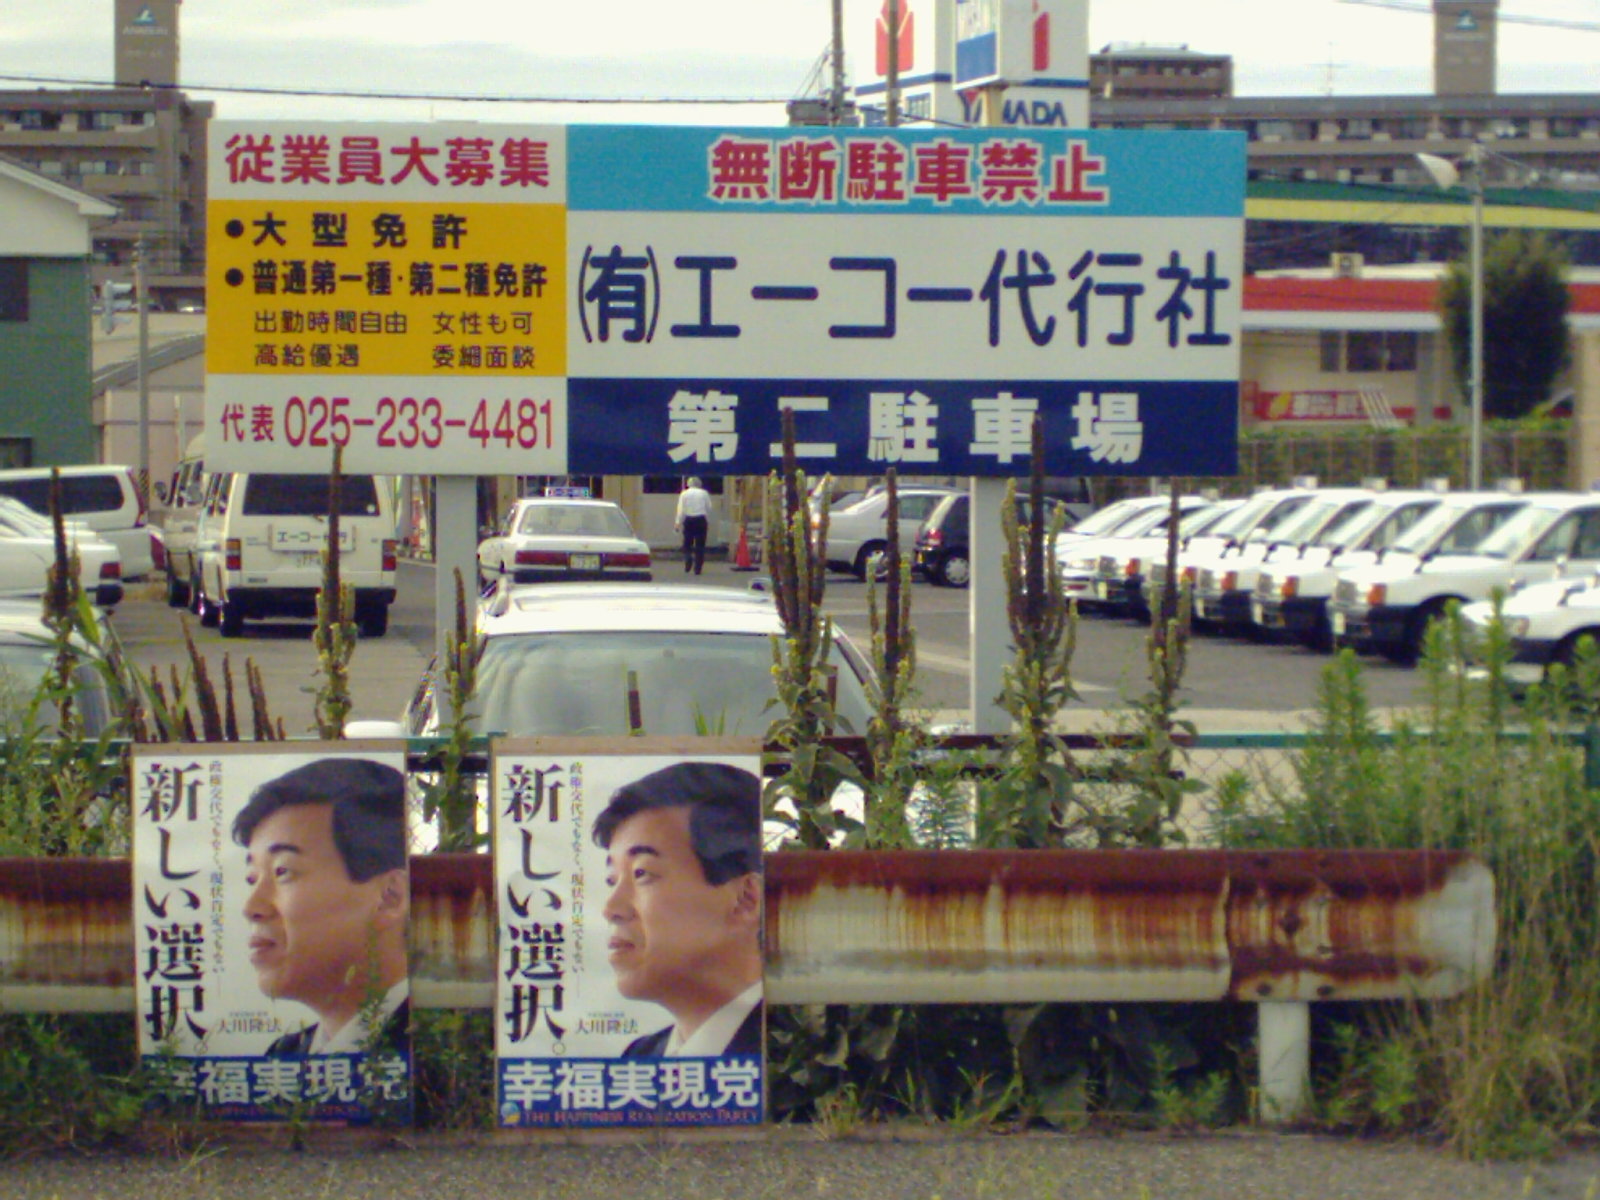 従業員大募集
●大型免許
●普通第一種・第二種免許
出勤時間自由 女性も可
高給優遇 委細面談
代表 025-233-4481
無断駐車禁止
(有)エーコー代行社
第二駐車場
YAMADA
エーコー代行
新しい選択。
政権交代でもなく、現状肯定でもない
大川隆法
幸福実現党
新しい選択。
政権交代でもなく、現状肯定でもない
大川隆法
幸福実現党
THE HAPPINESS REALIZATION PARTY